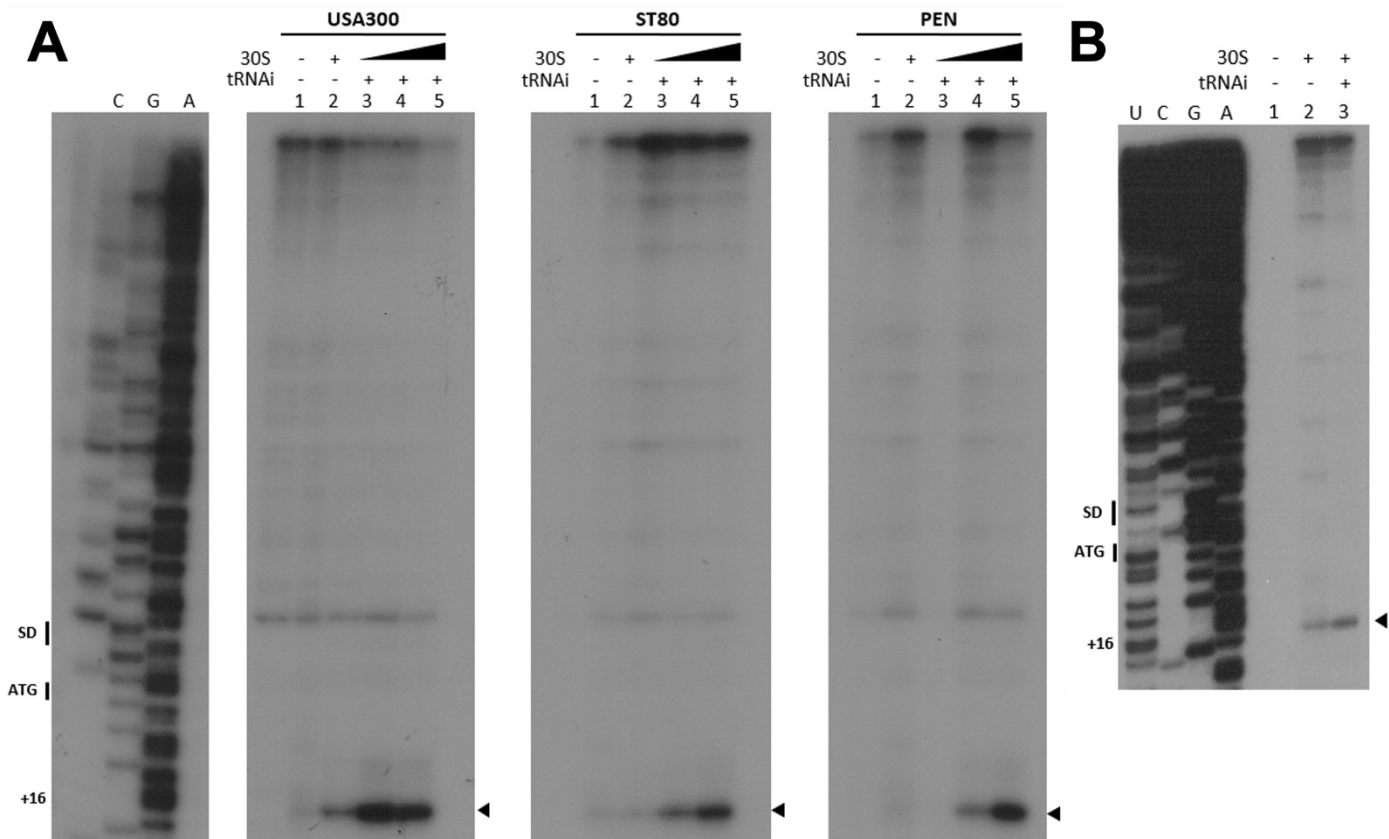 A
USA300
30S - +
tRNAi - - + + +
1 2 3 4 5
ST80
30S - +
tRNAi - - + + +
1 2 3 4 5
PEN
30S - +
tRNAi - - + + +
1 2 3 4 5
C G A
SD
ATG
+16
B
30S - + +
tRNAi - - +
U C G A 1 2 3
SD
ATG
+16